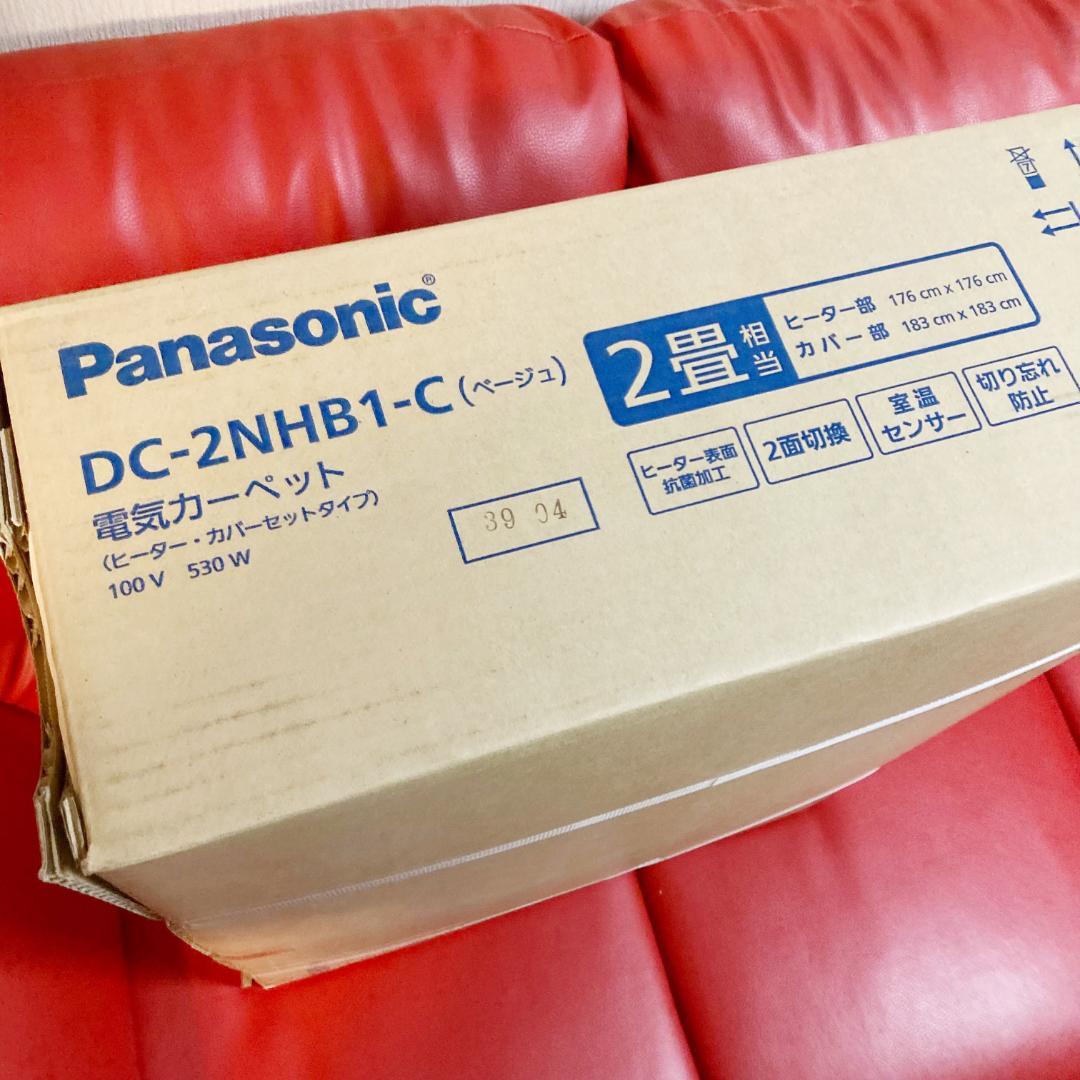 Panasonic®
DC-2NHB1-C(ベージュ)
電気カーペット
(ヒーター・カバーセットタイプ)
100 V 530 W
39 04
2畳相当
ヒーター部 176 cm x 176 cm
カバー部 183 cm x 183 cm
ヒーター表面
抗菌加工
2面切換
室温
センサー
切り忘れ
防止
7